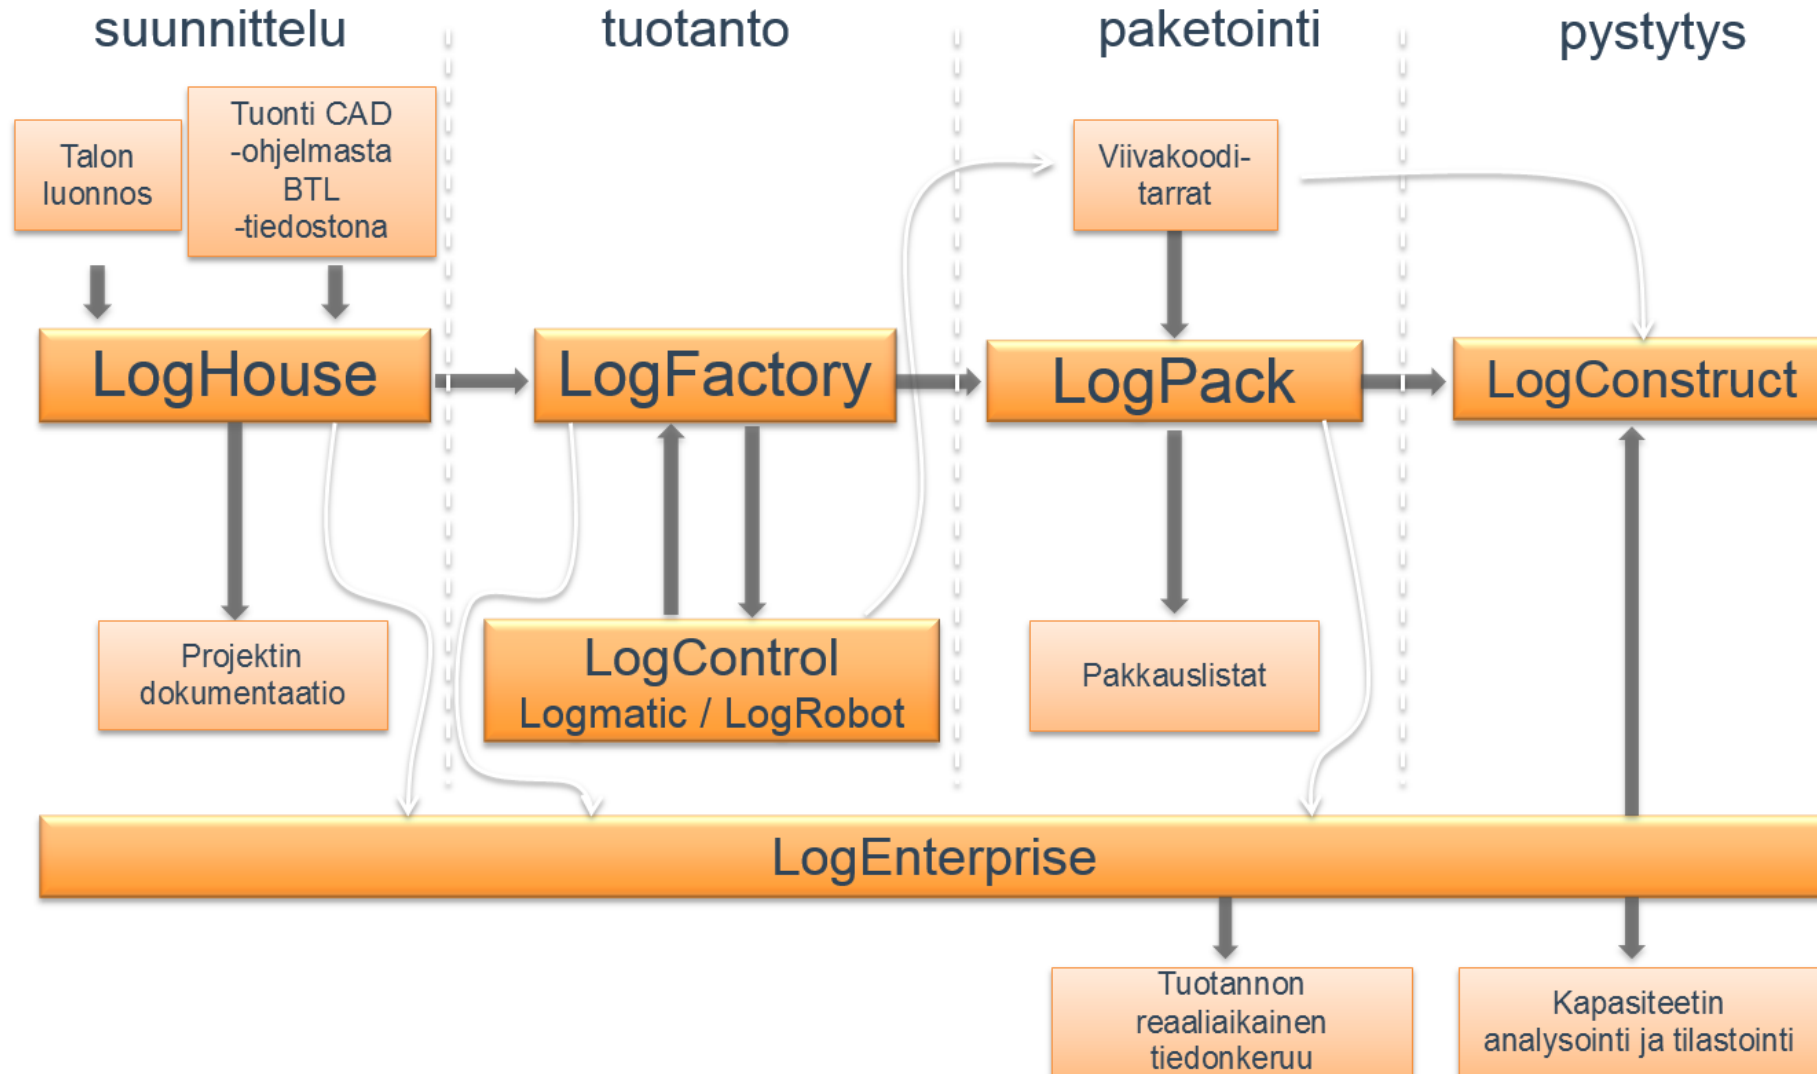 suunnittelu
tuotanto
paketointi
pystytys
Talon
luonnos
Tuonti CAD
-ohjelmasta
BTL
-tiedostona
Viivakoodi-
tarrat
LogHouse
LogFactory
LogPack
LogConstruct
Projektin
dokumentaatio
LogControl
Logmatic / LogRobot
Pakkauslistat
LogEnterprise
Tuotannon
reaaliaikainen
tiedonkeruu
Kapasiteetin
analysointi ja tilastointi